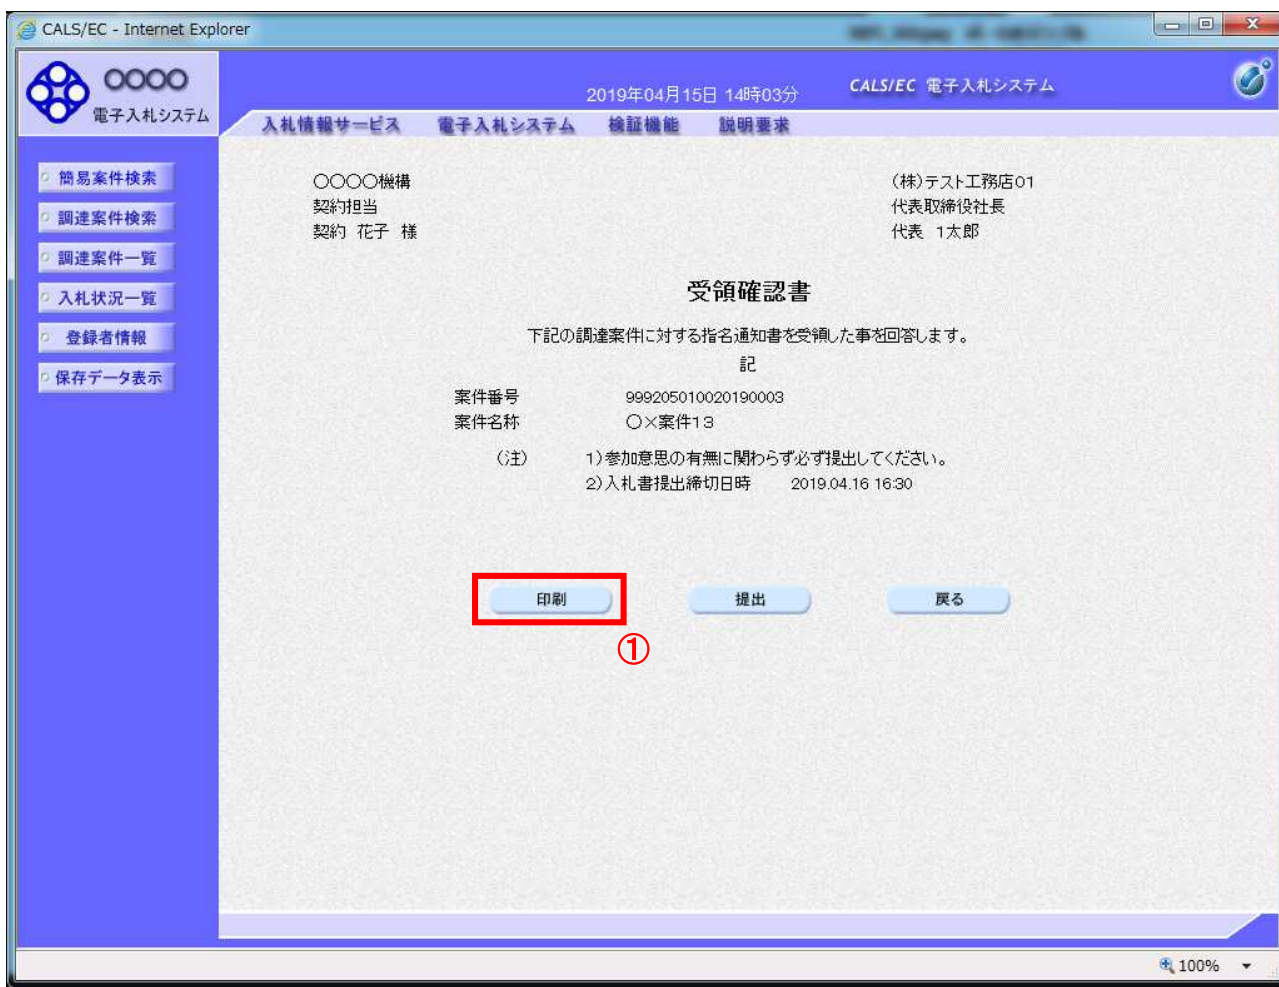 CALS/EC - Internet Explorer
OOOO
電子入札システム
2019年04月15日 14時03分
CALS/EC 電子入札システム
入札情報サービス 電子入札システム 検証機能 説明要求
簡易案件検索
調達案件検索
調達案件一覧
入札状況一覧
登録者情報
保存データ表示
〇〇〇〇機構
契約担当
契約 花子 様
(株)テスト工務店01
代表取締役社長
代表 1太郎
受領確認書
下記の調達案件に対する指名通知書を受領した事を回答します。
記
案件番号 999205010020190003
案件名称 〇×案件13
(注) 1)参加意思の有無に関わらず必ず提出してください。
2)入札書提出締切日時 2019.04.16 16:30
印刷 提出 戻る
①
100%